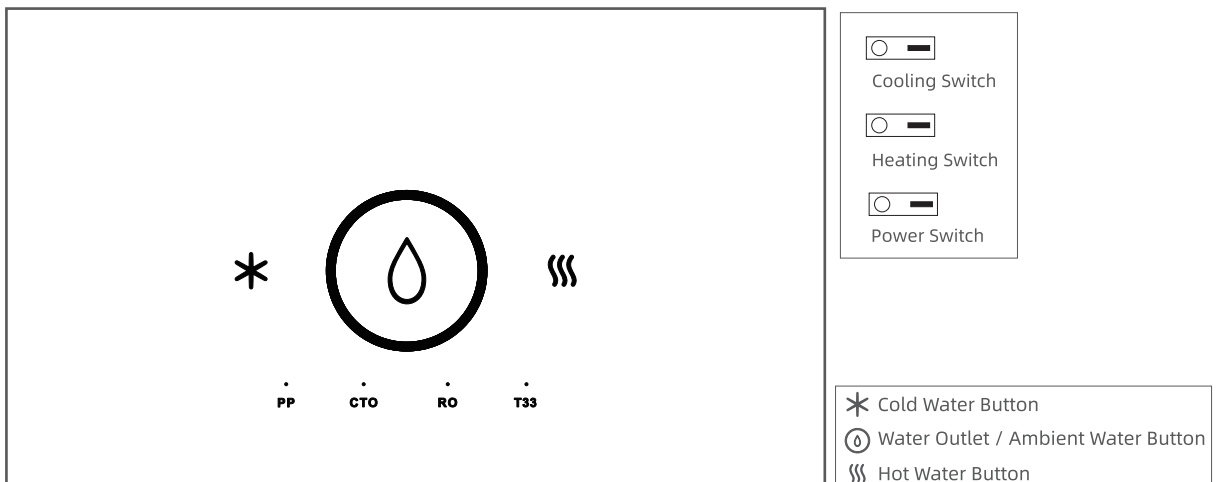 Cooling Switch
Heating Switch
Power Switch
PP CTO RO T33
Cold Water Button
Water Outlet / Ambient Water Button
Hot Water Button